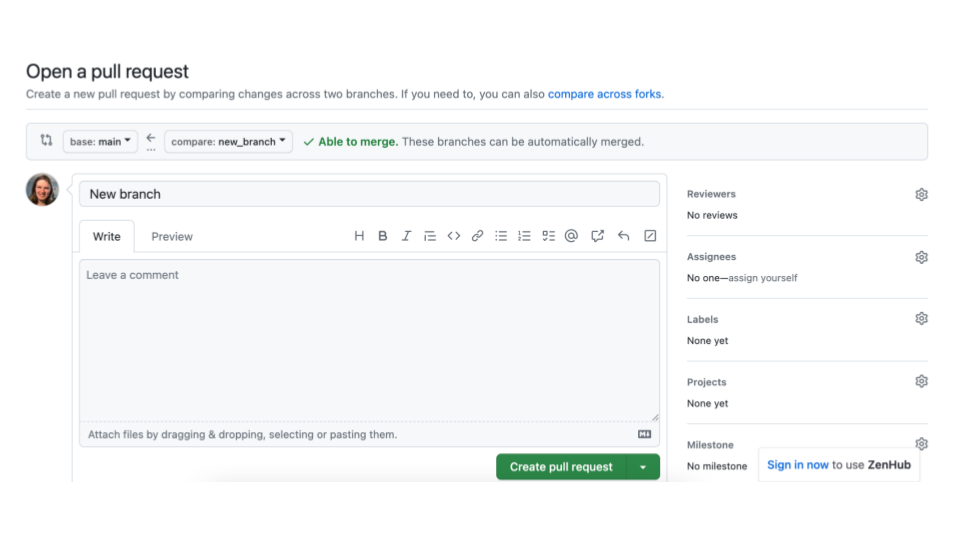 Open a pull request
Create a new pull request by comparing changes across two branches. If you need to, you can also compare across forks.
base: main
compare: new_branch
Able to merge. These branches can be automatically merged.
New branch
Write
Preview
Leave a comment
Attach files by dragging & dropping, selecting or pasting them.
Create pull request
Reviewers
No reviews
Assignees
No one—assign yourself
Labels
None yet
Projects
None yet
Milestone
No milestone
Sign in now to use ZenHub